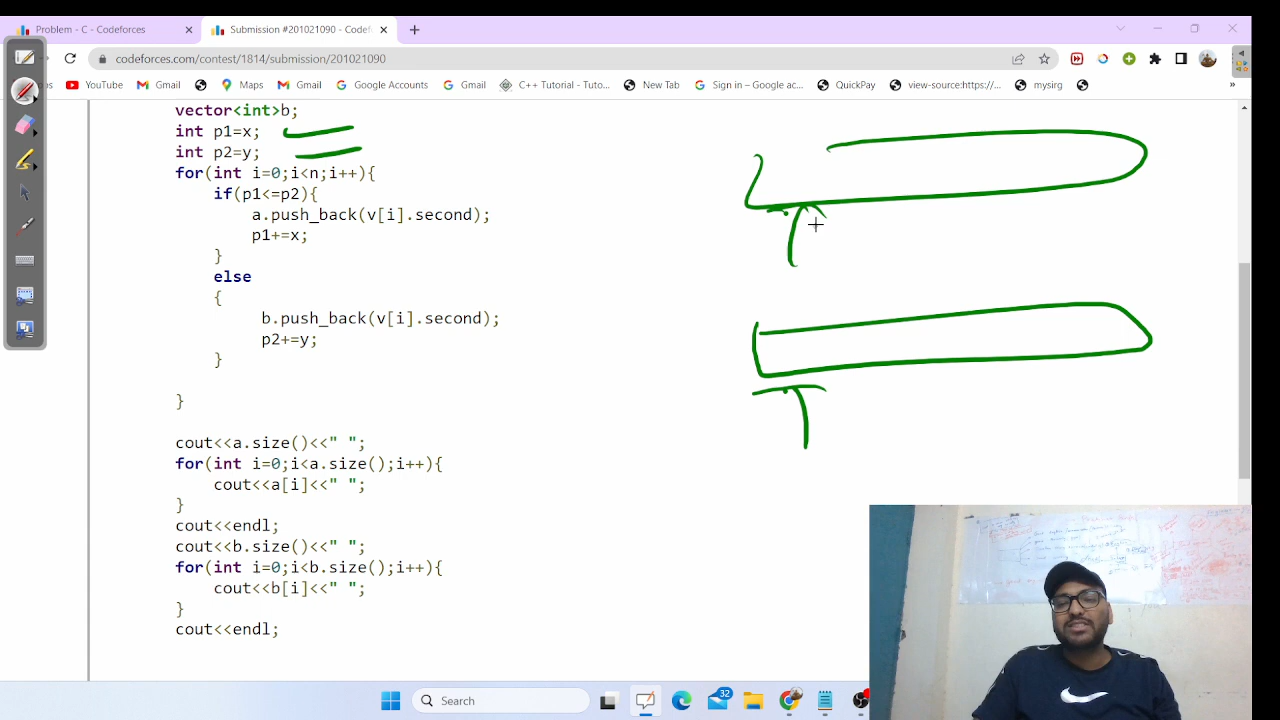 Problem - C - Codeforces
Submission #201021090 - Codef
codeforces.com/contest/1814/submission/201021090
YouTube
Gmail
Maps
Gmail
Google Accounts
Gmail
C++ Tutorial - Tuto...
New Tab
Sign in – Google ac...
QuickPay
view-source:https://...
mysirg
»
vector<int>b;
int p1=x;
int p2=y;
for(int i=0;i<n;i++){
if(p1<=p2){
a.push_back(v[i].second);
p1+=x;
}
else
{
b.push_back(v[i].second);
p2+=y;
}
}
cout<<a.size()<<" ";
for(int i=0;i<a.size();i++){
cout<<a[i]<<" ";
}
cout<<endl;
cout<<b.size()<<" ";
for(int i=0;i<b.size();i++){
cout<<b[i]<<" ";
}
cout<<endl;
Search
32